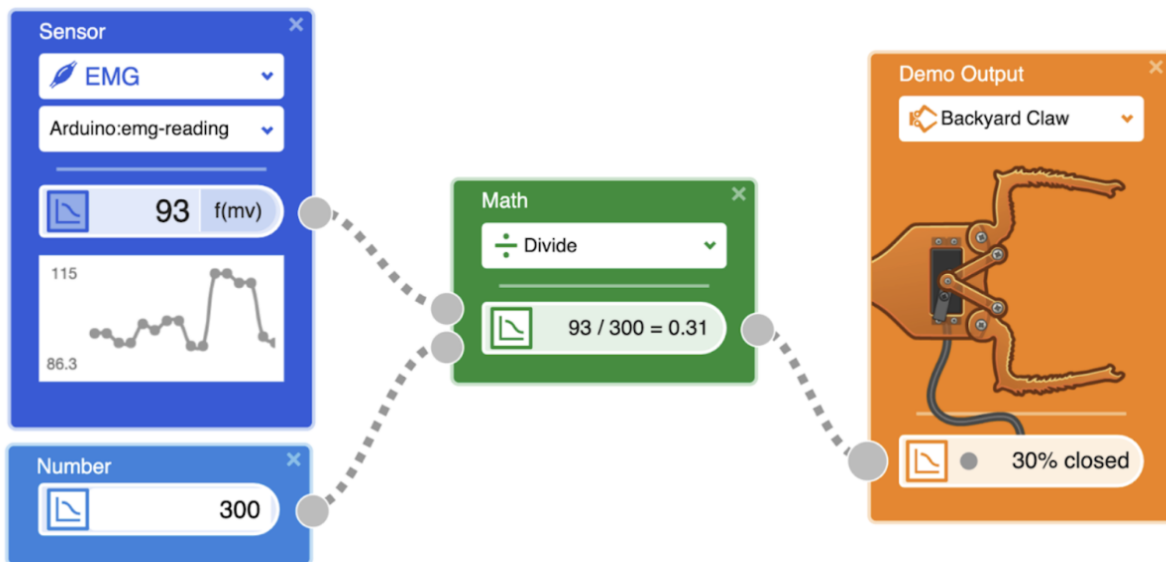 Sensor
EMG
Arduino:emg-reading
93 f(mv)
115
86.3
Number
300
Math
Divide
93 / 300 = 0.31
Demo Output
Backyard Claw
30% closed